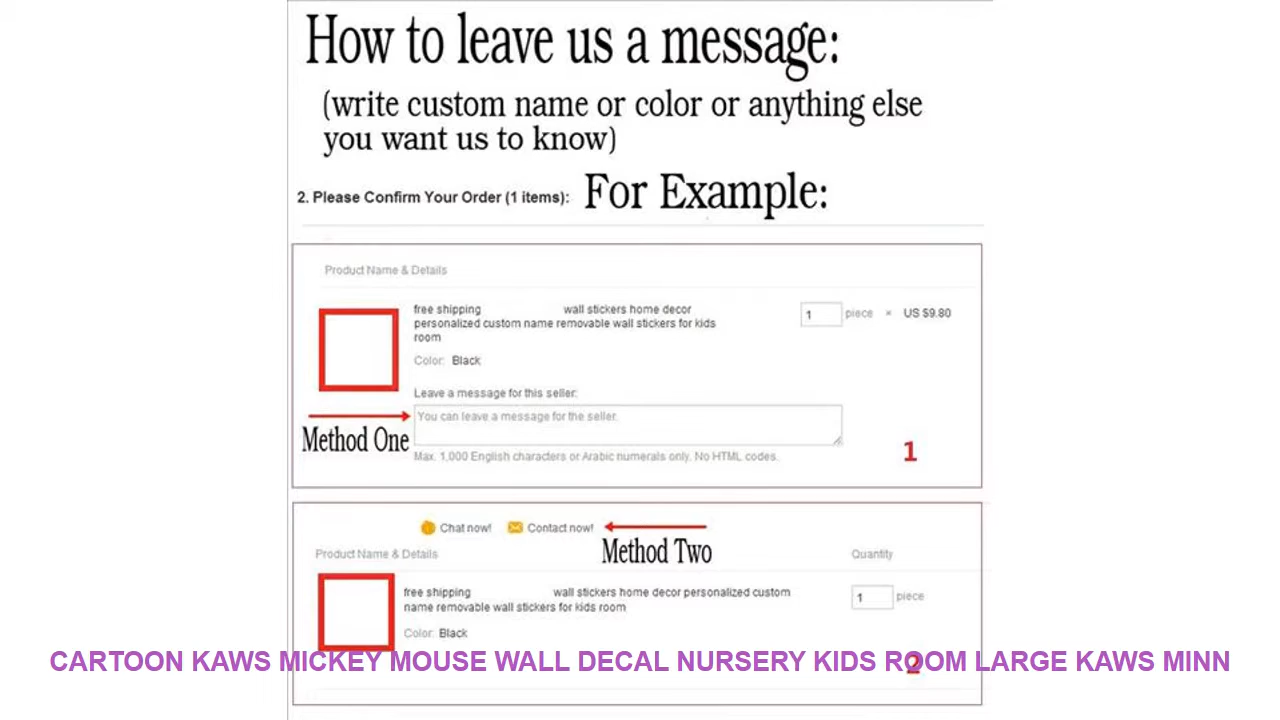 How to leave us a message:
(write custom name or color or anything else
you want us to know)
2. Please Confirm Your Order (1 items): For Example:
Product Name & Details
free shipping wall stickers home decor
personalized custom name removable wall stickers for kids
room
1 piece × US $9.80
Color: Black
Leave a message for this seller:
You can leave a message for the seller.
Method One
Max. 1,000 English characters or Arabic numerals only. No HTML codes.
1
Chat now! Contact now!
Method Two
Product Name & Details Quantity
free shipping wall stickers home decor personalized custom
name removable wall stickers for kids room
1 piece
Color: Black
CARTOON KAWS MICKEY MOUSE WALL DECAL NURSERY KIDS ROOM LARGE KAWS MINN
2